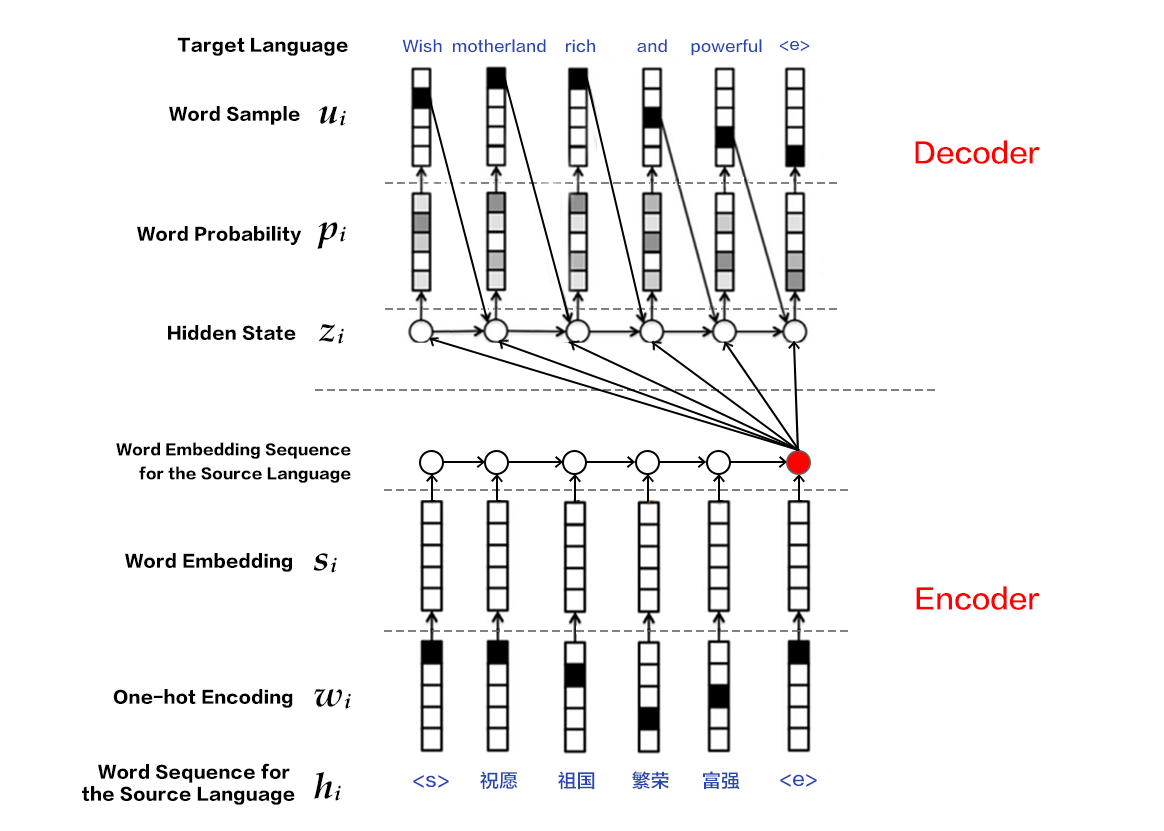 Target Language Wish motherland rich and powerful <e>
Word Sample u_i
Decoder
Word Probability p_i
Hidden State z_i
Word Embedding Sequence
for the Source Language
Word Embedding s_i
Encoder
One-hot Encoding w_i
Word Sequence for
the Source Language h_i
<s> 祝愿 祖国 繁荣 富强 <e>